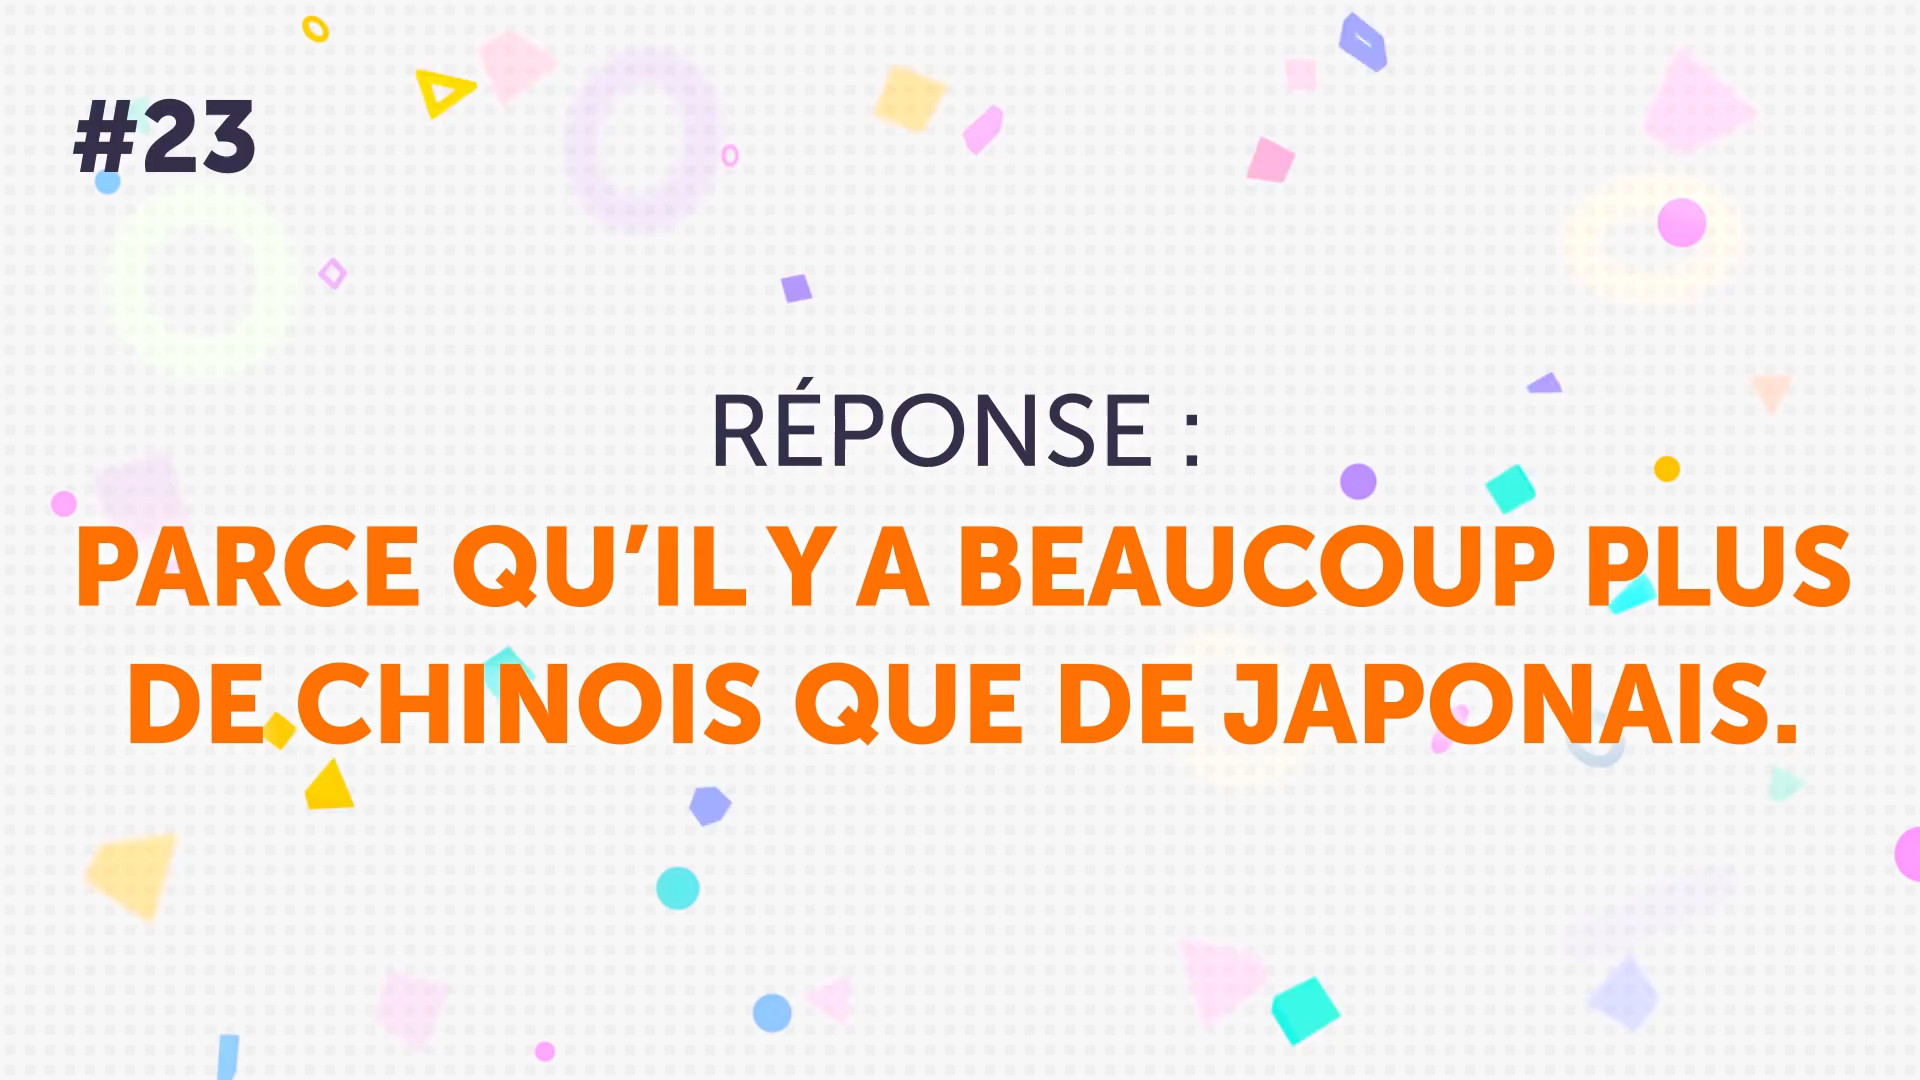 #23
RÉPONSE :
PARCE QU’IL Y A BEAUCOUP PLUS
DE CHINOIS QUE DE JAPONAIS.